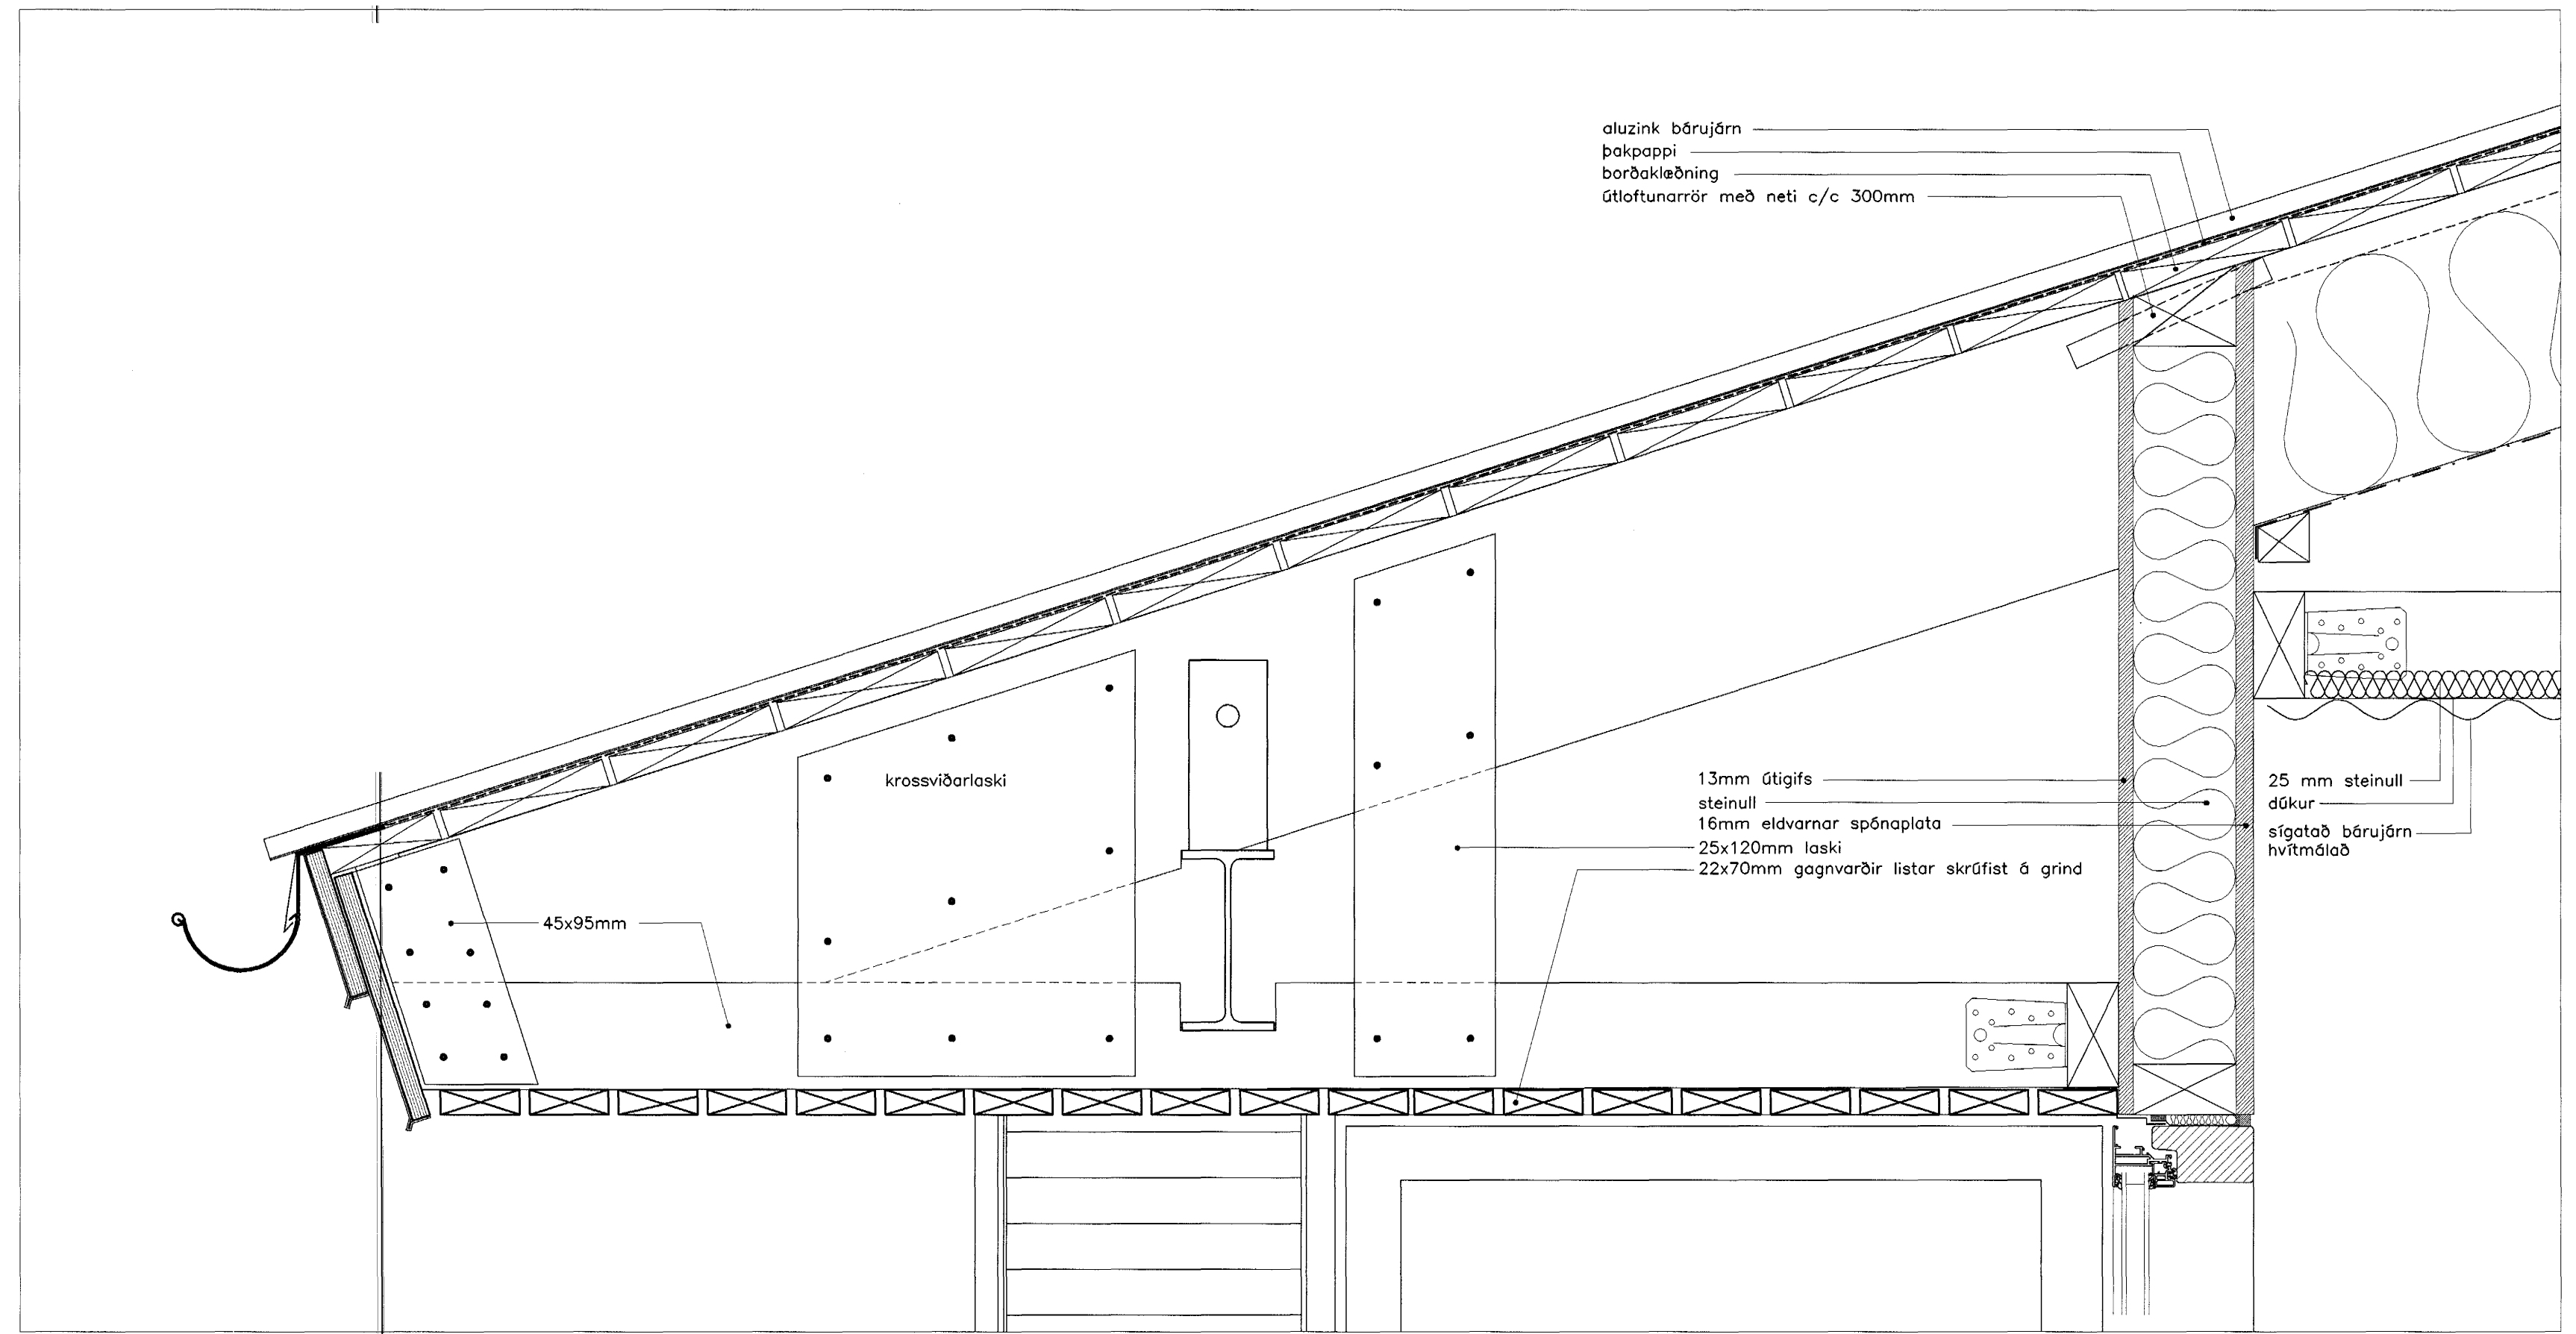 aluzink bárujárn
þakpappi
borðaklæðning
útloftunarrör með neti c/c 300mm
krossviðarlaski
45x95mm
13mm útigifs
steinull
16mm eldvarnar spónaplata
25x120mm laski
22x70mm gagnvarðir listar skrúfist á grind
25 mm steinull
dúkur
sígatað bárujárn
hvítmálað